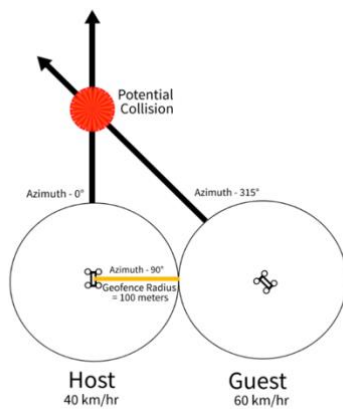 Potential
Collision
Azimuth - 0°
Azimuth - 315°
Azimuth - 90°
Geofence Radius
= 100 meters
Host
40 km/hr
Guest
60 km/hr